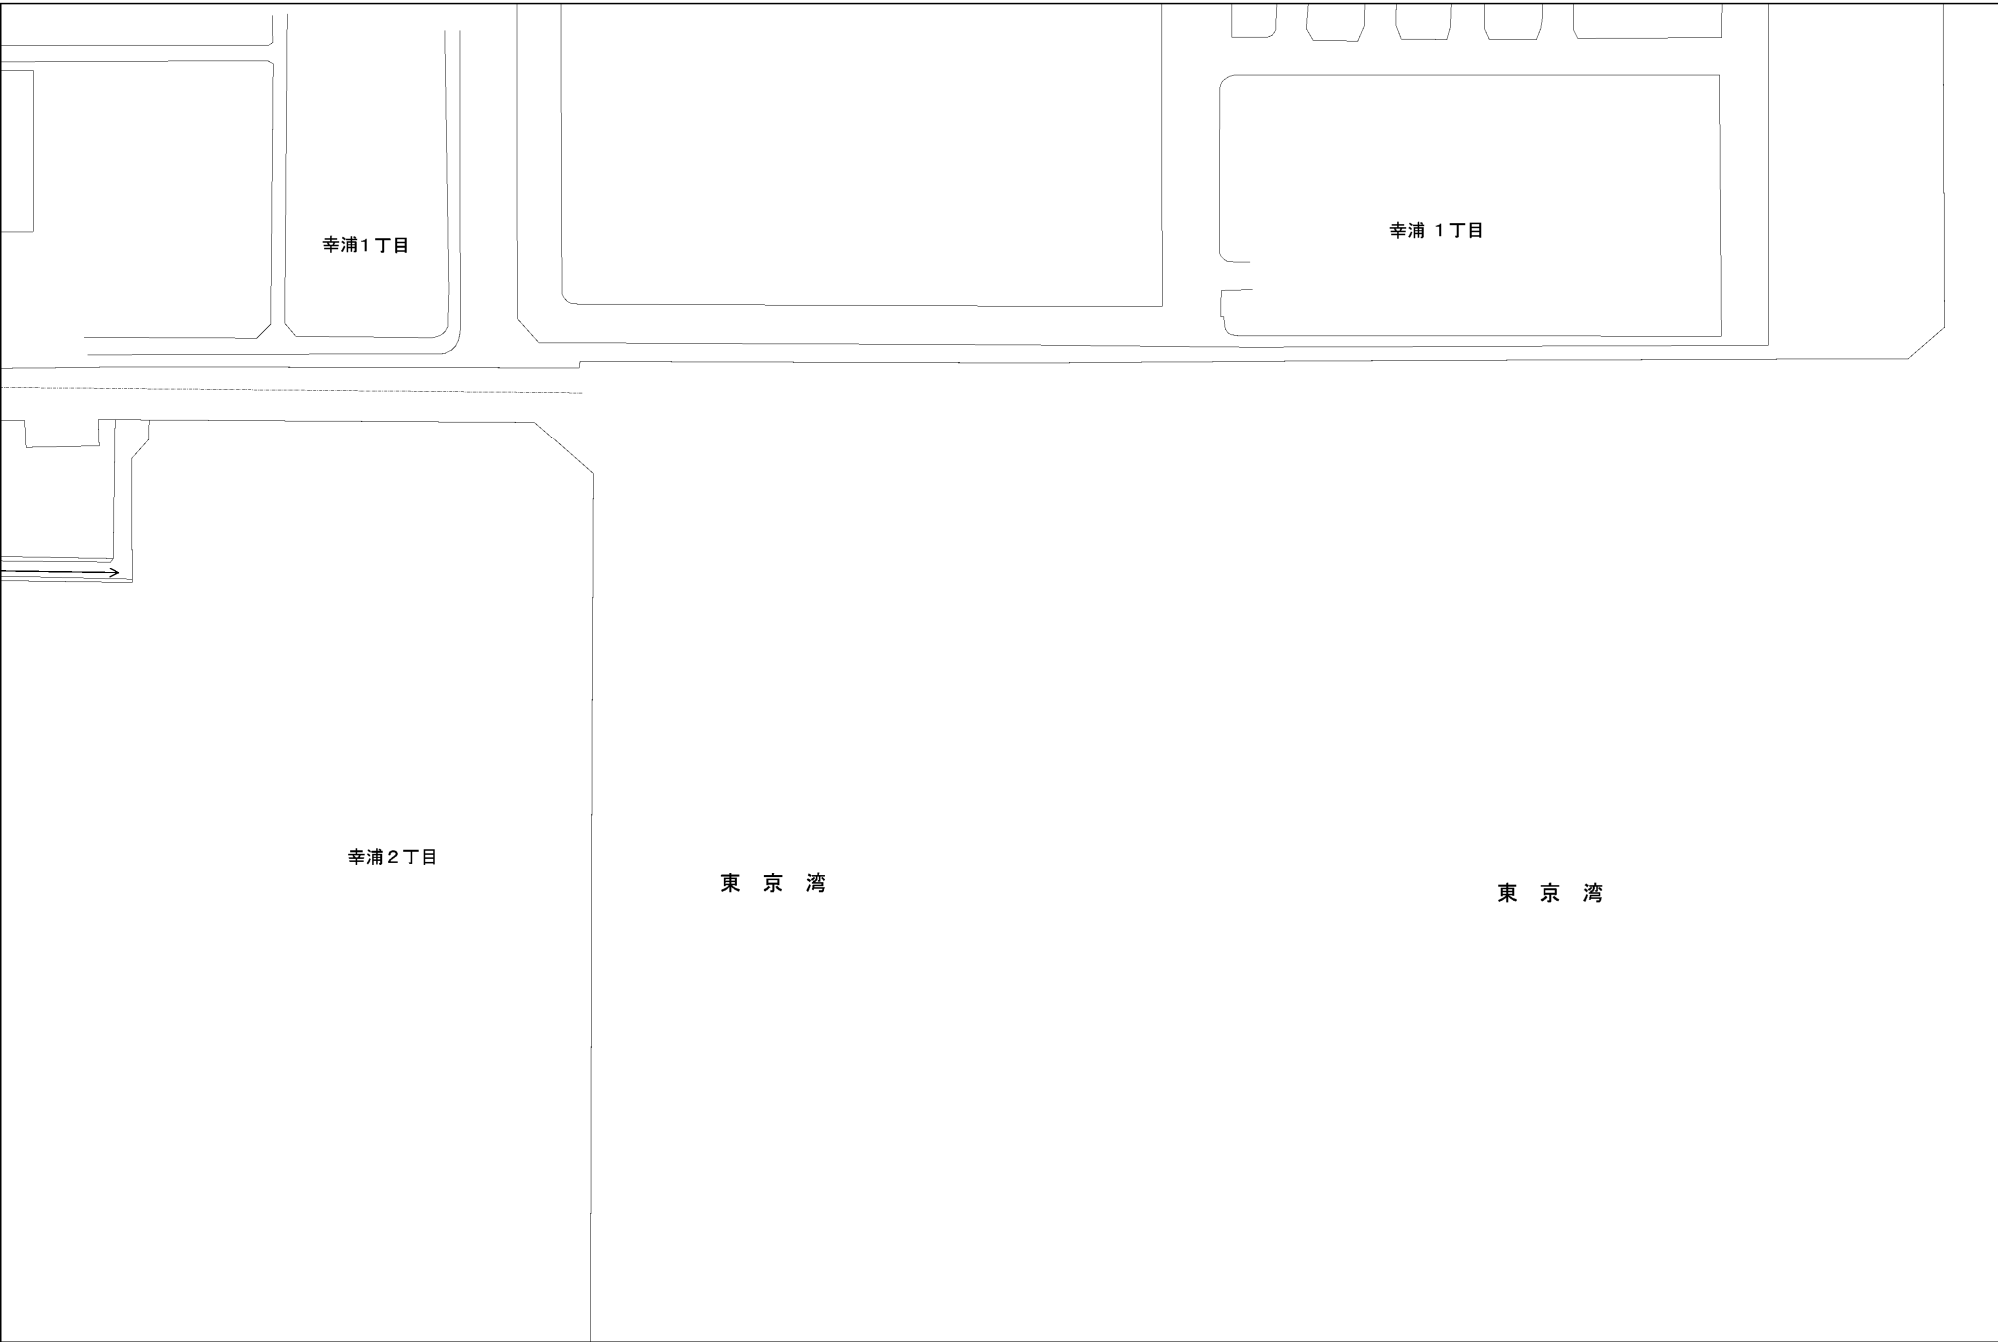 幸浦 １丁目
幸浦１丁目
幸浦２丁目
東　京　湾
東　京　湾